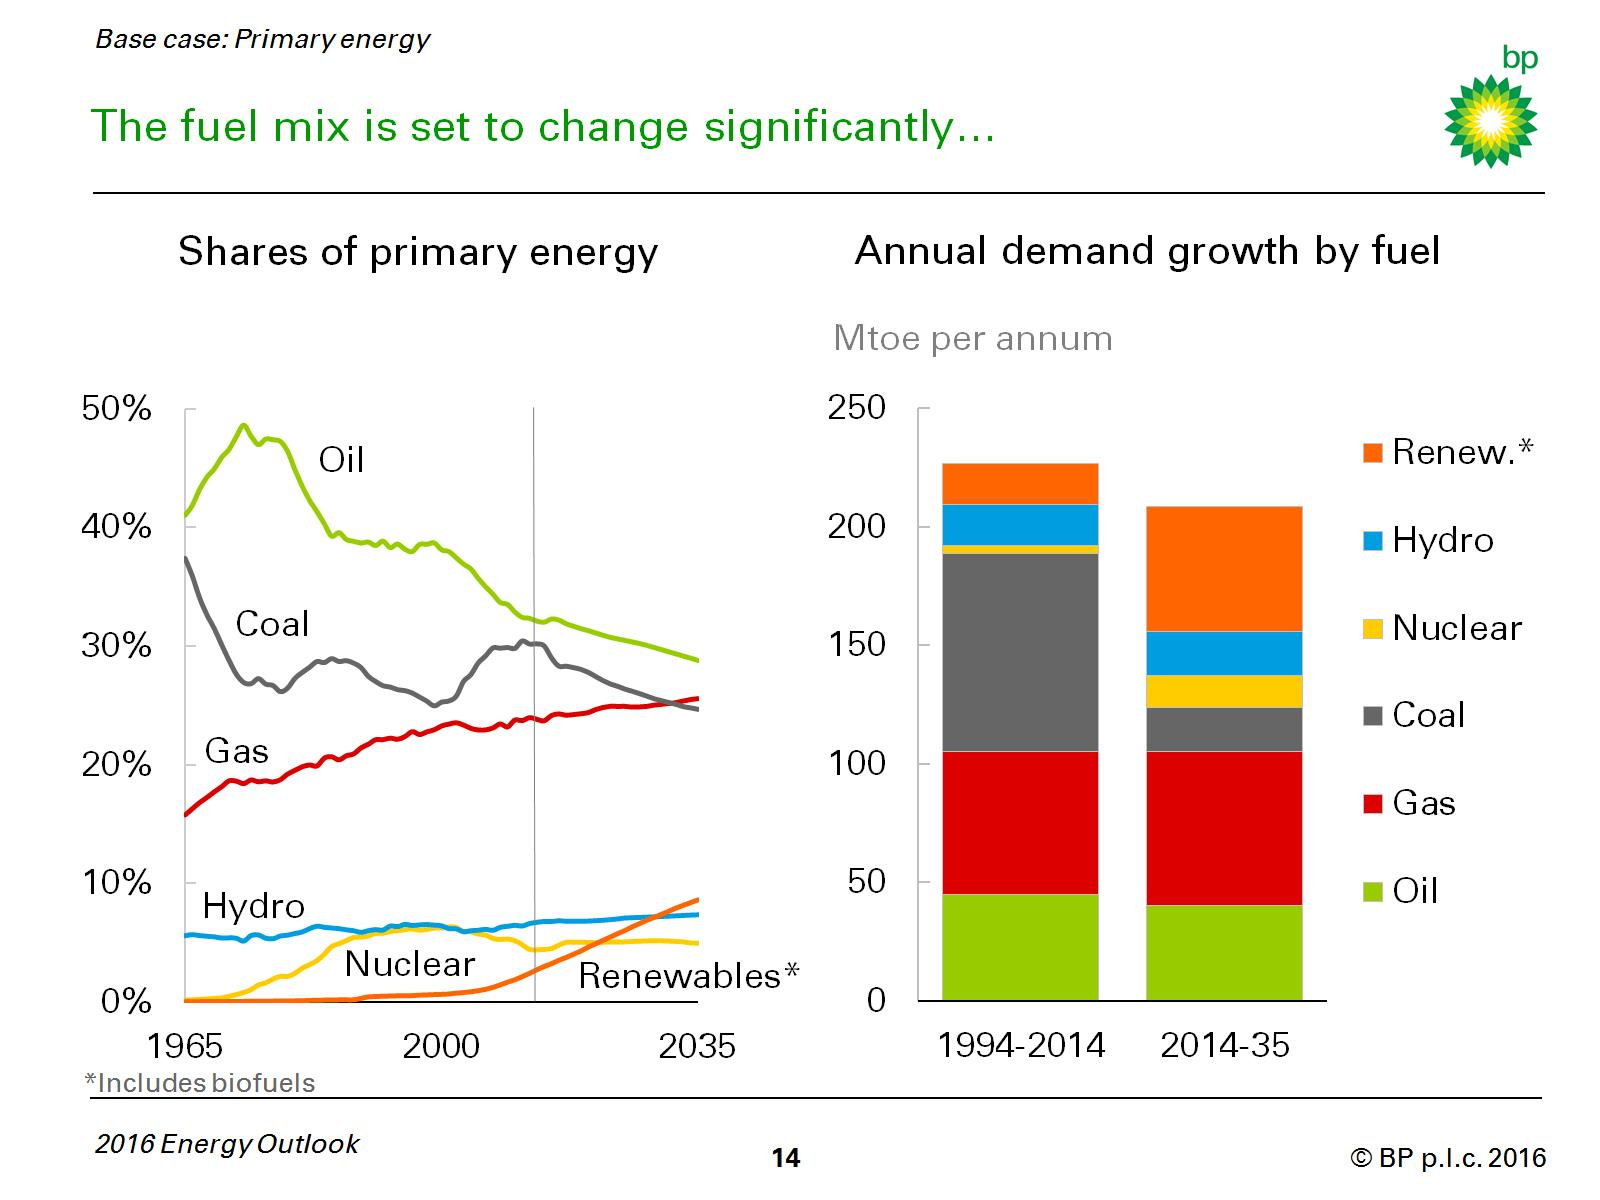 Base case: Primary energy
bp
The fuel mix is set to change significantly…
Shares of primary energy
50%
40%
30%
20%
10%
0%
Oil
Coal
Gas
Hydro
Nuclear
Renewables*
1965
2000
2035
*Includes biofuels
Annual demand growth by fuel
Mtoe per annum
250
200
150
100
50
0
1994-2014
2014-35
Renew.*
Hydro
Nuclear
Coal
Gas
Oil
2016 Energy Outlook
14
© BP p.l.c. 2016